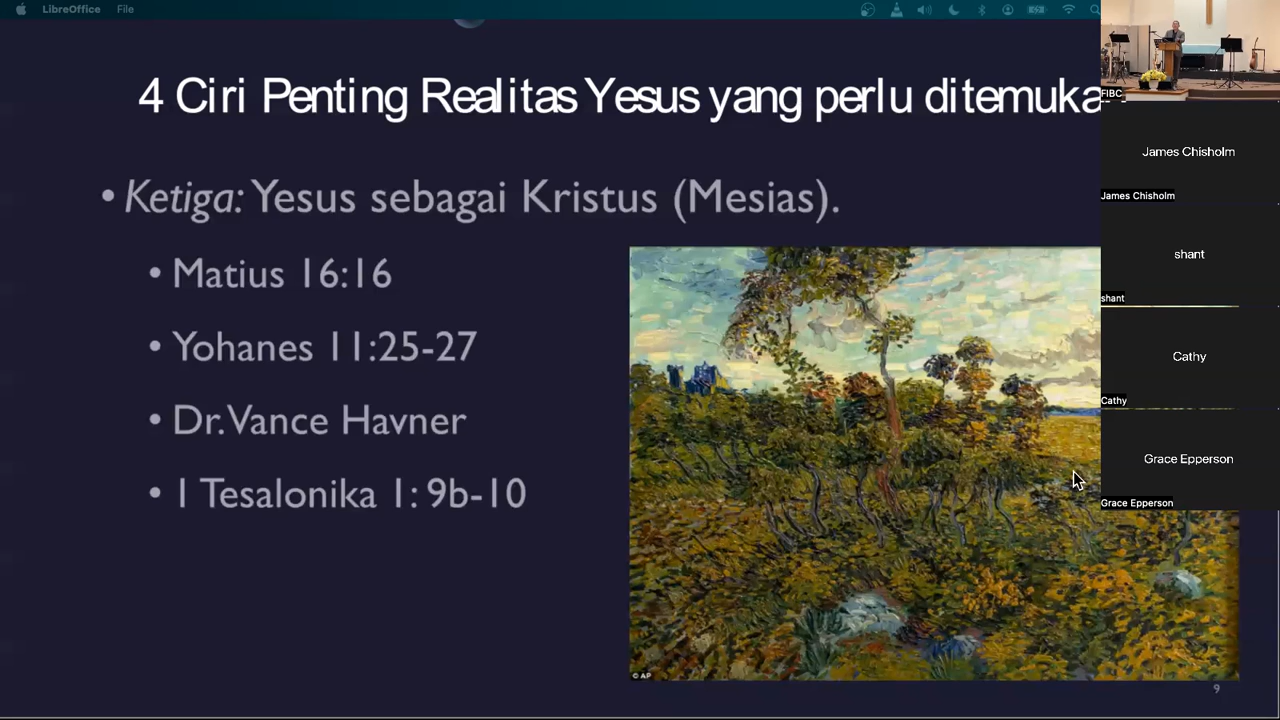 LibreOffice File
4 Ciri Penting Realitas Yesus yang perlu ditemuka
• Ketiga: Yesus sebagai Kristus (Mesias).
• Matius 16:16
• Yohanes 11:25-27
• Dr. Vance Havner
• 1 Tesalonika 1: 9b-10
© AP
9
FIBC
James Chisholm
James Chisholm
shant
shant
Cathy
Cathy
Grace Epperson
Grace Epperson